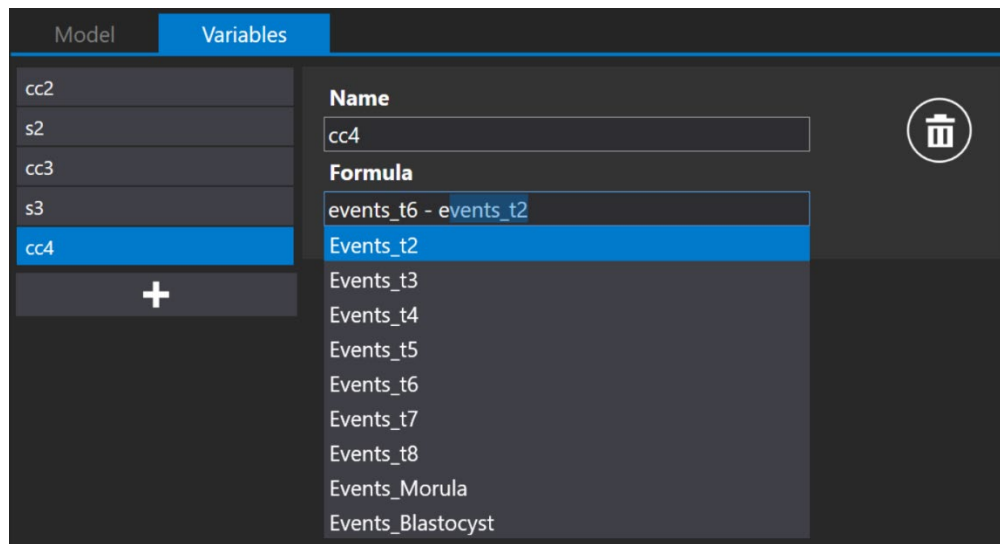 Model Variables
cc2
s2
cc3
s3
cc4
Name
cc4
Formula
events_t6 - events_t2
Events_t2
Events_t3
Events_t4
Events_t5
Events_t6
Events_t7
Events_t8
Events_Morula
Events_Blastocyst